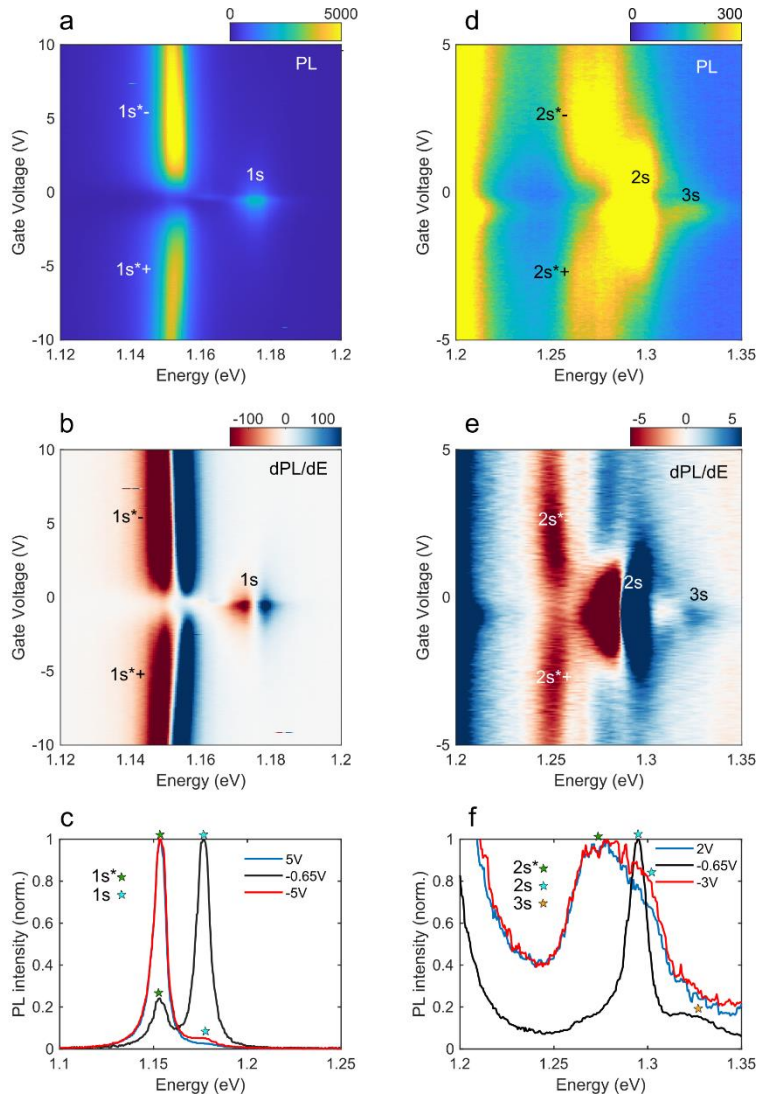 a
0 5000
PL
1s*-
1s
1s*+
10
5
0
-5
-10
Gate Voltage (V)
1.12 1.14 1.16 1.18 1.2
Energy (eV)
d
0 300
PL
2s*-
2s
3s
2s*+
5
0
-5
Gate Voltage (V)
1.2 1.25 1.3 1.35
Energy (eV)
b
-100 0 100
dPL/dE
1s*-
1s
1s*+
10
5
0
-5
-10
Gate Voltage (V)
1.12 1.14 1.16 1.18 1.2
Energy (eV)
e
-5 0 5
dPL/dE
2s*-
2s
3s
2s*+
5
0
-5
Gate Voltage (V)
1.2 1.25 1.3 1.35
Energy (eV)
c
1s*
1s
5V
-0.65V
-5V
1
0.8
0.6
0.4
0.2
0
PL intensity (norm.)
1.1 1.15 1.2 1.25
Energy (eV)
f
2s*
2s
3s
2V
-0.65V
-3V
1
0.8
0.6
0.4
0.2
0
PL intensity (norm.)
1.2 1.25 1.3 1.35
Energy (eV)